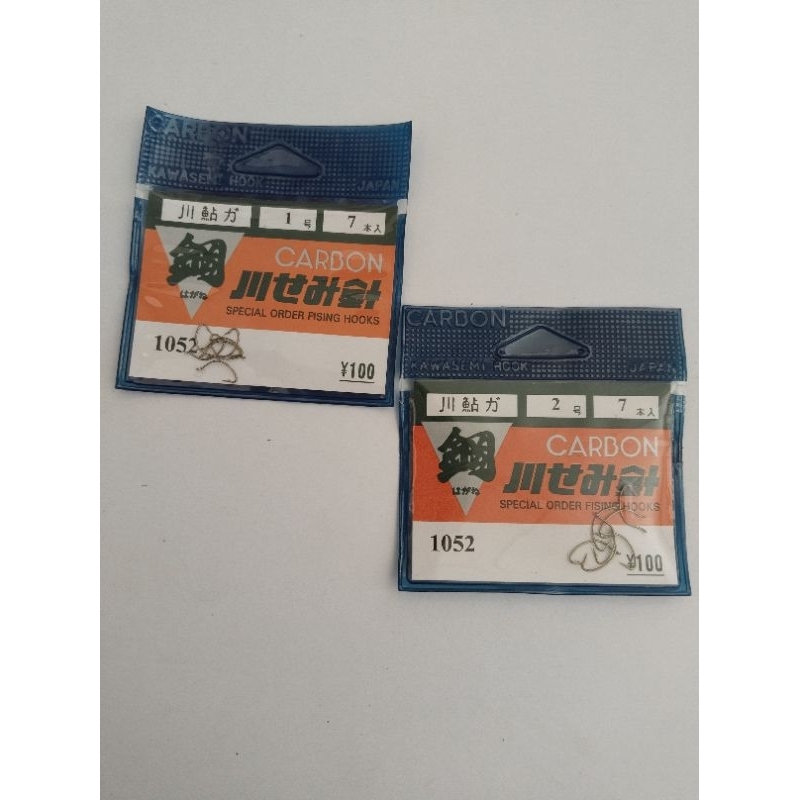 CARBON
KAWASEMI HOOK JAPAN
川鮎ガ 1号 7本入
鋼
はがね
CARBON
川せみ針
SPECIAL ORDER FISING HOOKS
1052
¥100
CARBON
KAWASEMI HOOK JAPAN
川鮎ガ 2号 7本入
鋼
はがね
CARBON
川せみ針
SPECIAL ORDER FISING HOOKS
1052
¥100